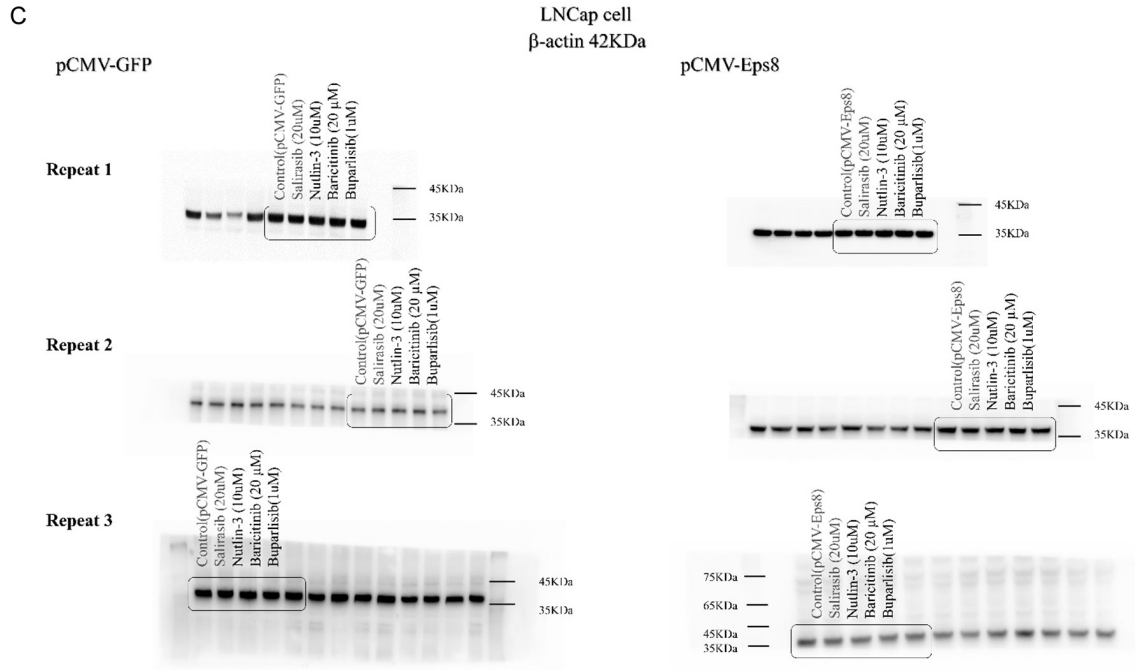 C
LNCap cell
β-actin 42KDa
pCMV-GFP
pCMV-Eps8
Repeat 1
Control(pCMV-GFP)
Salirasib (20uM)
Nutlin-3 (10uM)
Baricitinib (20 μM)
Buparlisib(1uM)
45KDa
35KDa
Control(pCMV-Eps8)
Salirasib (20uM)
Nutlin-3 (10uM)
Baricitinib (20 μM)
Buparlisib(1uM)
45KDa
35KDa
Repeat 2
Control(pCMV-GFP)
Salirasib (20uM)
Nutlin-3 (10uM)
Baricitinib (20 μM)
Buparlisib(1uM)
45KDa
35KDa
Control(pCMV-Eps8)
Salirasib (20uM)
Nutlin-3 (10uM)
Baricitinib (20 μM)
Buparlisib(1uM)
45KDa
35KDa
Repeat 3
Control(pCMV-GFP)
Salirasib (20uM)
Nutlin-3 (10uM)
Baricitinib (20 μM)
Buparlisib(1uM)
45KDa
35KDa
Control(pCMV-Eps8)
Salirasib (20uM)
Nutlin-3 (10uM)
Baricitinib (20 μM)
Buparlisib(1uM)
75KDa
65KDa
45KDa
35KDa